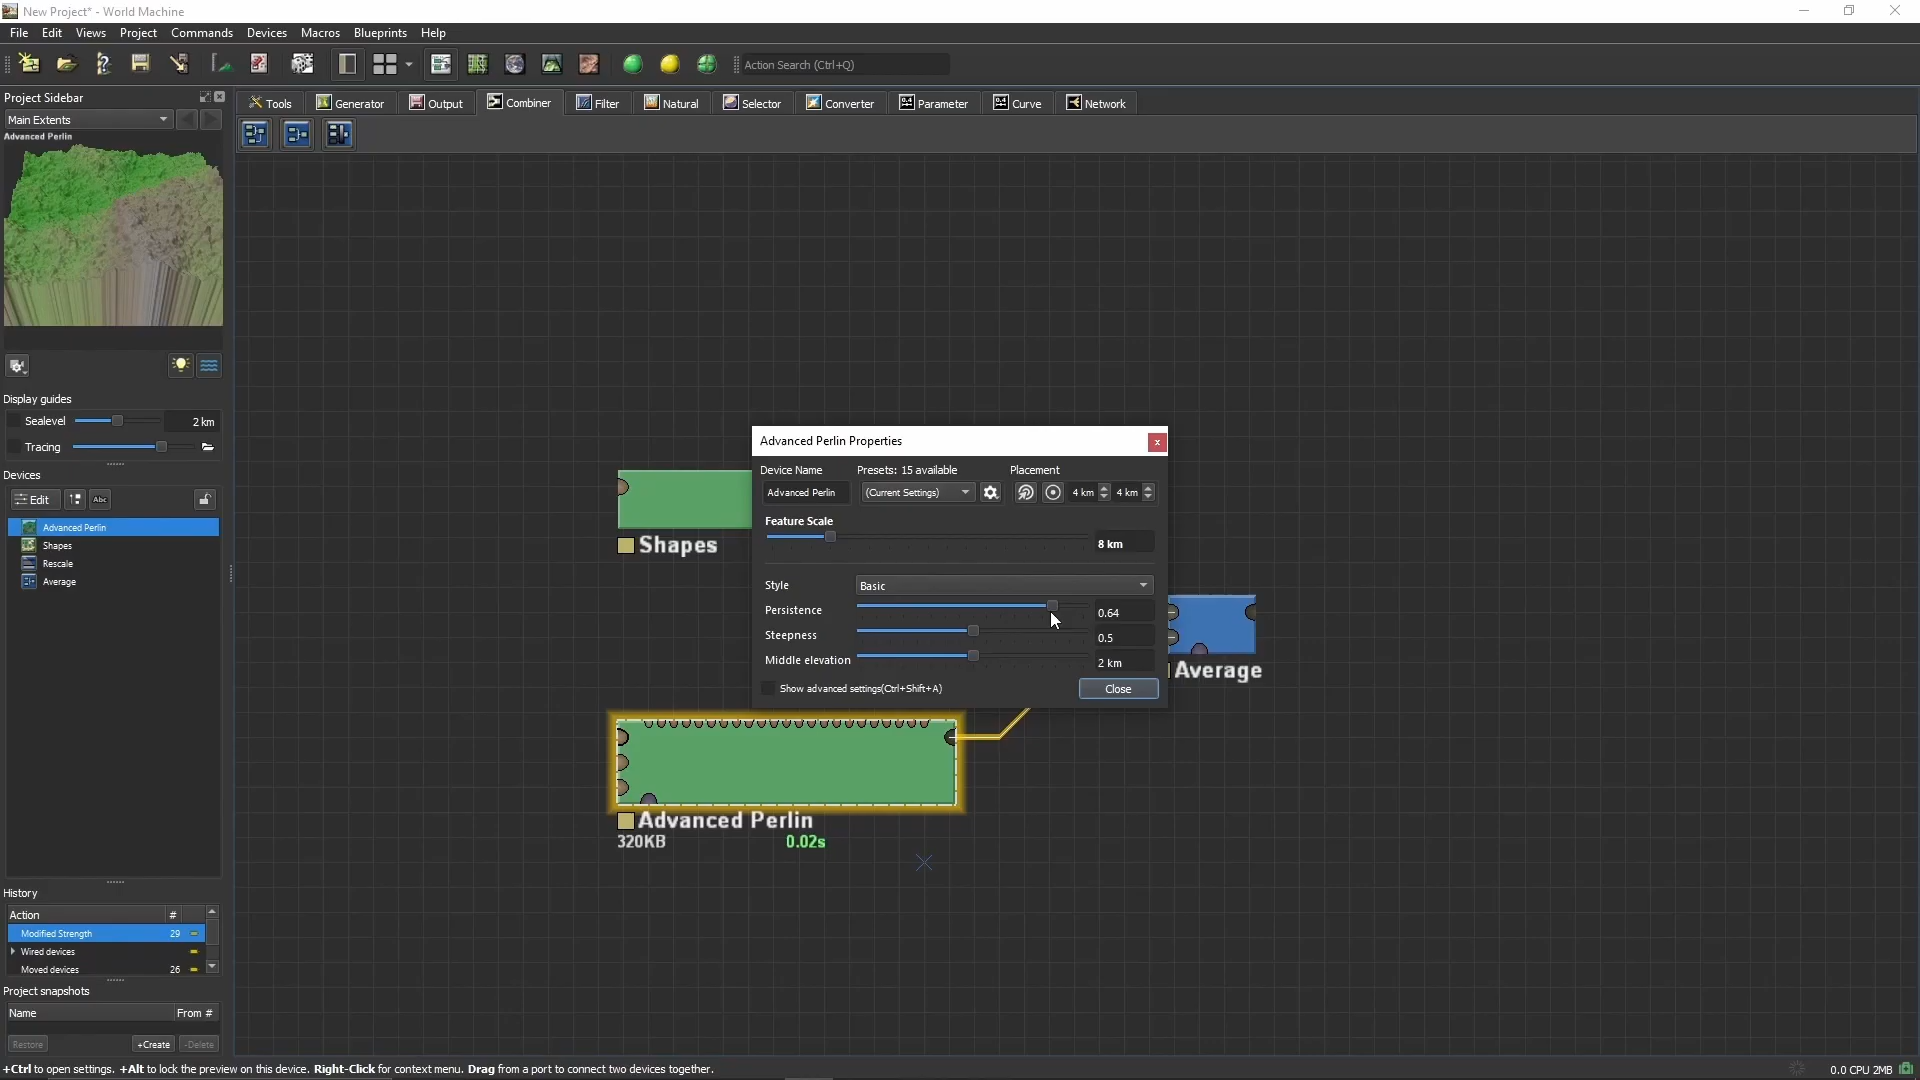 New Project* - World Machine
File Edit Views Project Commands Devices Macros Blueprints Help
Action Search (Ctrl+Q)
Project Sidebar
Main Extents
Advanced Perlin
Tools Generator Output Combiner Filter Natural Selector Converter Parameter Curve Network
Display guides
Sealevel 2 km
Tracing
Devices
Edit Abc
Advanced Perlin
Shapes
Rescale
Average
History
Action #
Modified Strength 29
Wired devices
Moved devices 26
Project snapshots
Name From #
Restore +Create -Delete
Shapes
Advanced Perlin Properties
Device Name Presets: 15 available Placement
Advanced Perlin (Current Settings) 4 km 4 km
Feature Scale
8 km
Style Basic
Persistence 0.64
Steepness 0.5
Middle elevation 2 km
Show advanced settings(Ctrl+Shift+A) Close
Average
Advanced Perlin
320KB 0.02s
+Ctrl to open settings. +Alt to lock the preview on this device. Right-Click for context menu. Drag from a port to connect two devices together.
0.0 CPU 2MB